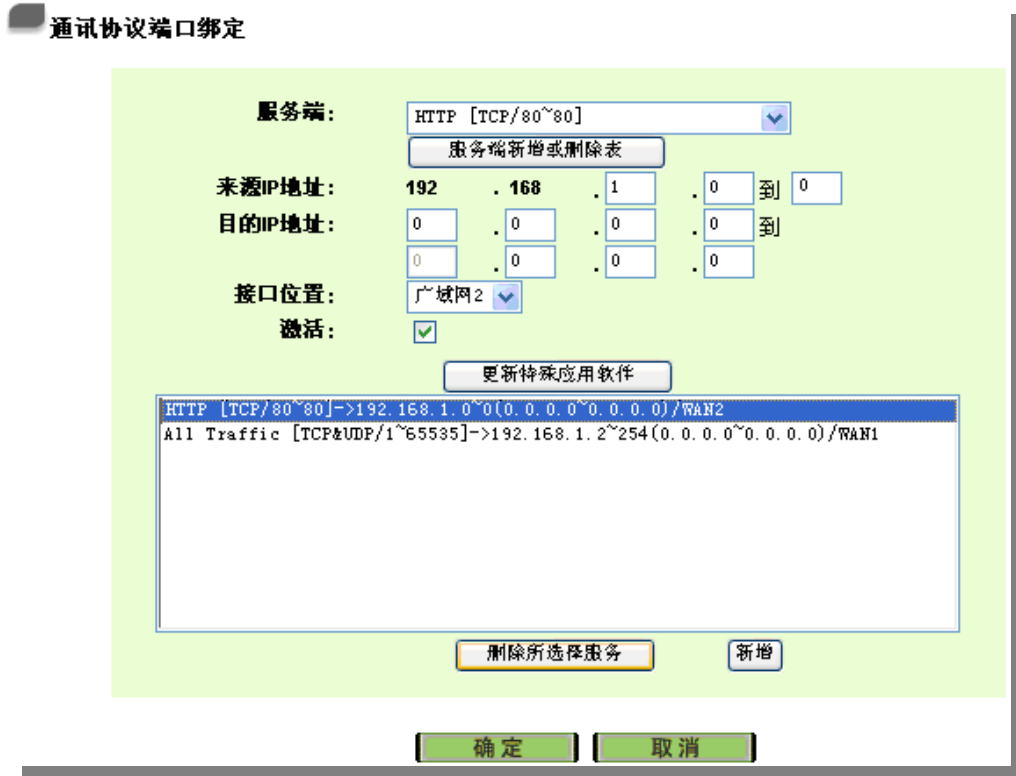 通讯协议端口绑定
服务端: HTTP [TCP/80~80]
服务端新增或删除表
来源IP地址: 192 . 168 . 1 . 0 到 0
目的IP地址: 0 . 0 . 0 . 0 到
0 . 0 . 0 . 0
接口位置: 广域网2
激活:
更新特殊应用软件
HTTP [TCP/80~80]->192.168.1.0~0(0.0.0.0~0.0.0.0)/WAN2
All Traffic [TCP&UDP/1~65535]->192.168.1.2~254(0.0.0.0~0.0.0.0)/WAN1
删除所选择服务 新增
确定 取消